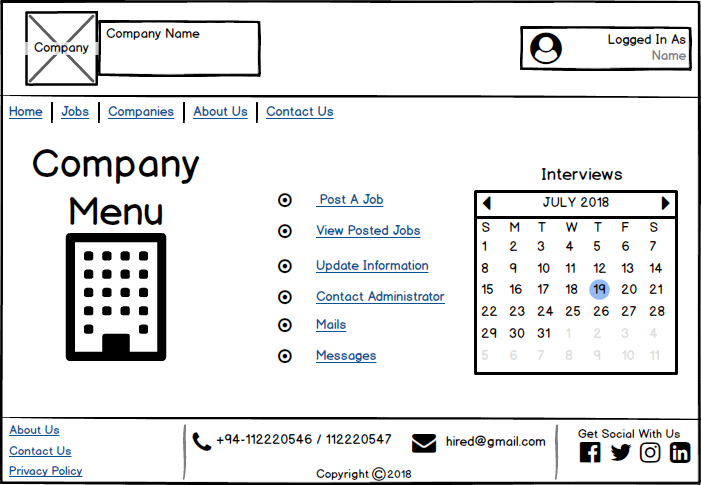 Company
Company Name
Logged In As
Name
Home
Jobs
Companies
About Us
Contact Us
Company
Menu
Post A Job
View Posted Jobs
Update Information
Contact Administrator
Mails
Messages
Interviews
JULY 2018
S M T W T F S
1 2 3 4 5 6 7
8 9 10 11 12 13 14
15 16 17 18 19 20 21
22 23 24 25 26 27 28
29 30 31 1 2 3 4
5 6 7 8 9 10 11
About Us
Contact Us
Privacy Policy
+94-112220546 / 112220547
hired@gmail.com
Copyright ©2018
Get Social With Us